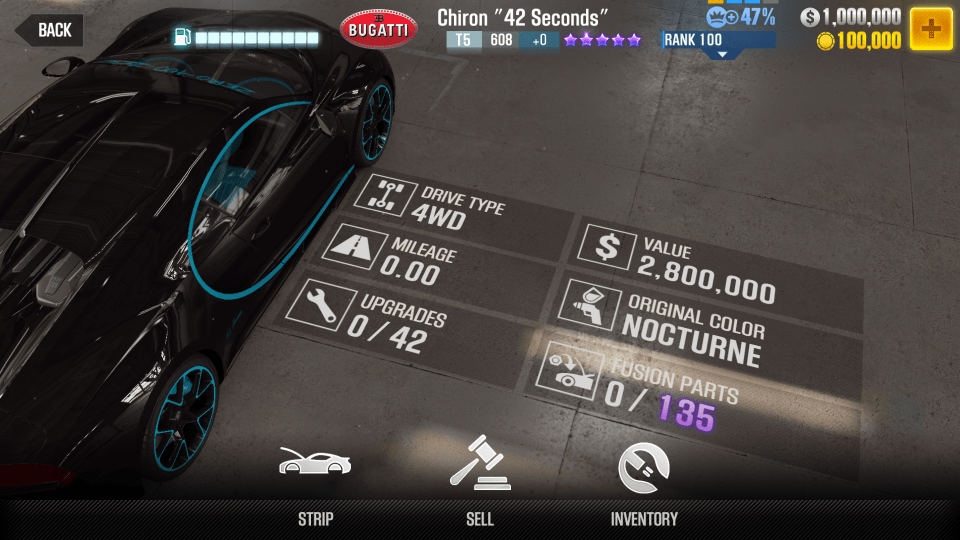 BACK
BUGATTI
Chiron "42 Seconds"
T5 608 +0
47%
RANK 100
1,000,000
100,000
DRIVE TYPE
4WD
MILEAGE
0.00
UPGRADES
0/42
VALUE
2,800,000
ORIGINAL COLOR
NOCTURNE
FUSION PARTS
0/135
STRIP
SELL
INVENTORY